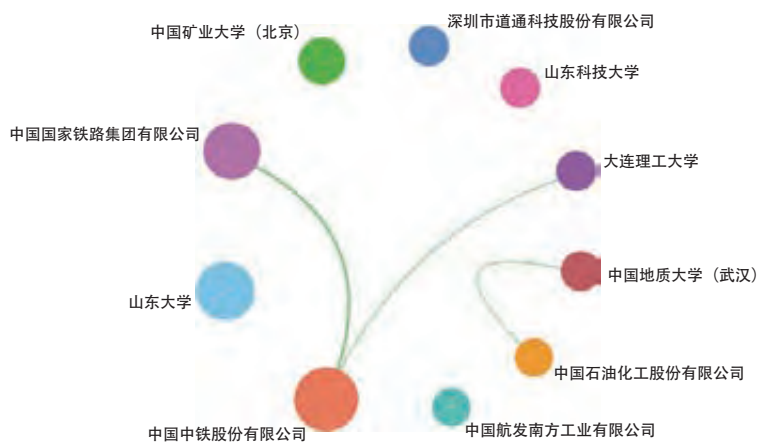 深圳市道通科技股份有限公司
中国矿业大学（北京）
山东科技大学
中国国家铁路集团有限公司
大连理工大学
中国地质大学（武汉）
山东大学
中国石油化工股份有限公司
中国航发南方工业有限公司
中国中铁股份有限公司